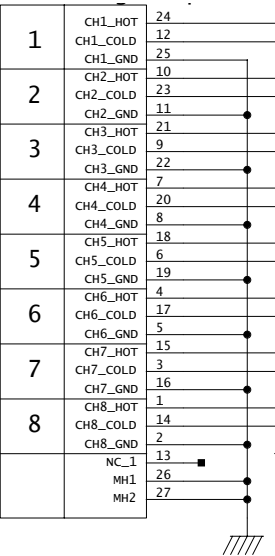 1 CH1_HOT 24
CH1_COLD 12
CH1_GND 25
2 CH2_HOT 10
CH2_COLD 23
CH2_GND 11
3 CH3_HOT 21
CH3_COLD 9
CH3_GND 22
4 CH4_HOT 7
CH4_COLD 20
CH4_GND 8
5 CH5_HOT 18
CH5_COLD 6
CH5_GND 19
6 CH6_HOT 4
CH6_COLD 17
CH6_GND 5
7 CH7_HOT 15
CH7_COLD 3
CH7_GND 16
8 CH8_HOT 1
CH8_COLD 14
CH8_GND 2
NC_1 13
MH1 26
MH2 27